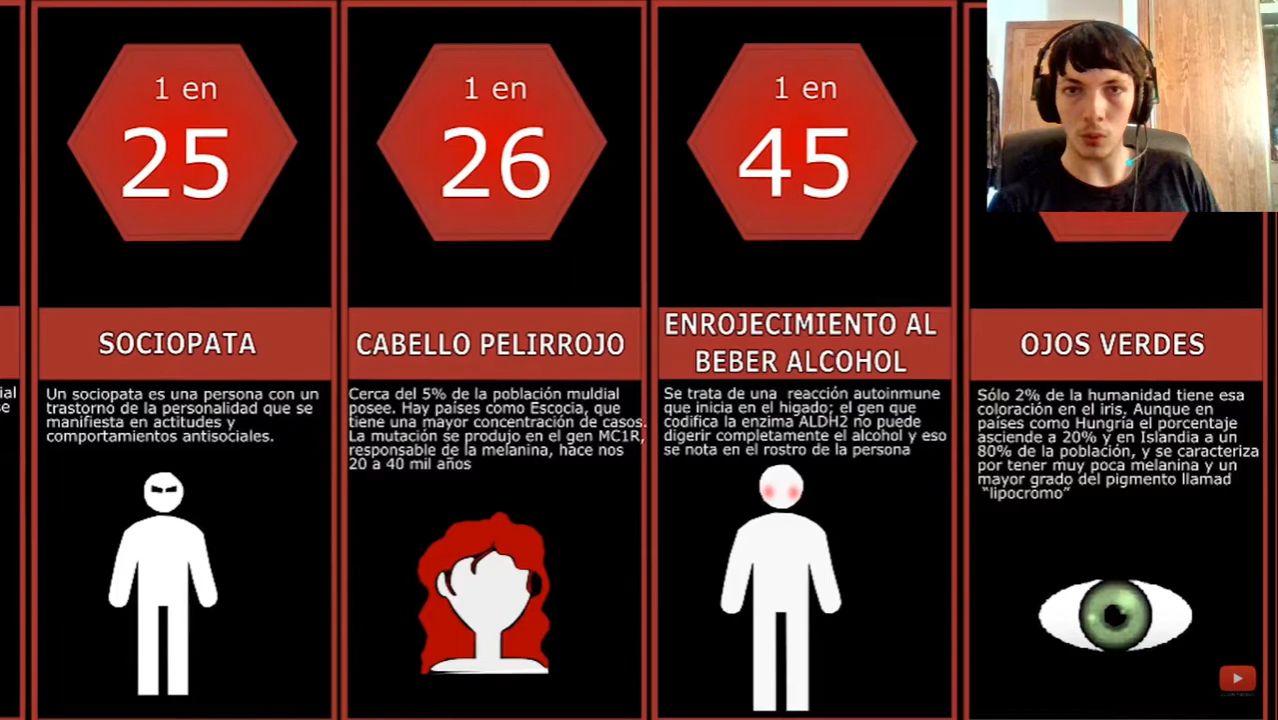 1 en
25
SOCIOPATA
Un sociopata es una persona con un
trastorno de la personalidad que se
manifiesta en actitudes y
comportamientos antisociales.
1 en
26
CABELLO PELIRROJO
Cerca del 5% de la población muldial
posee. Hay países como Escocia, que
tiene una mayor concentración de casos.
La mutación se produjo en el gen MC1R,
responsable de la melanina, hace nos
20 a 40 mil años
1 en
45
ENROJECIMIENTO AL
BEBER ALCOHOL
Se trata de una reacción autoinmune
que inicia en el higado; el gen que
codifica la enzima ALDH2 no puede
digerir completamente el alcohol y eso
se nota en el rostro de la persona
OJOS VERDES
Sólo 2% de la humanidad tiene esa
coloración en el iris. Aunque en
países como Hungría el porcentaje
asciende a 20% y en Islandia a un
80% de la población, y se caracteriza
por tener muy poca melanina y un
mayor grado del pigmento llamad
"lipocromo"